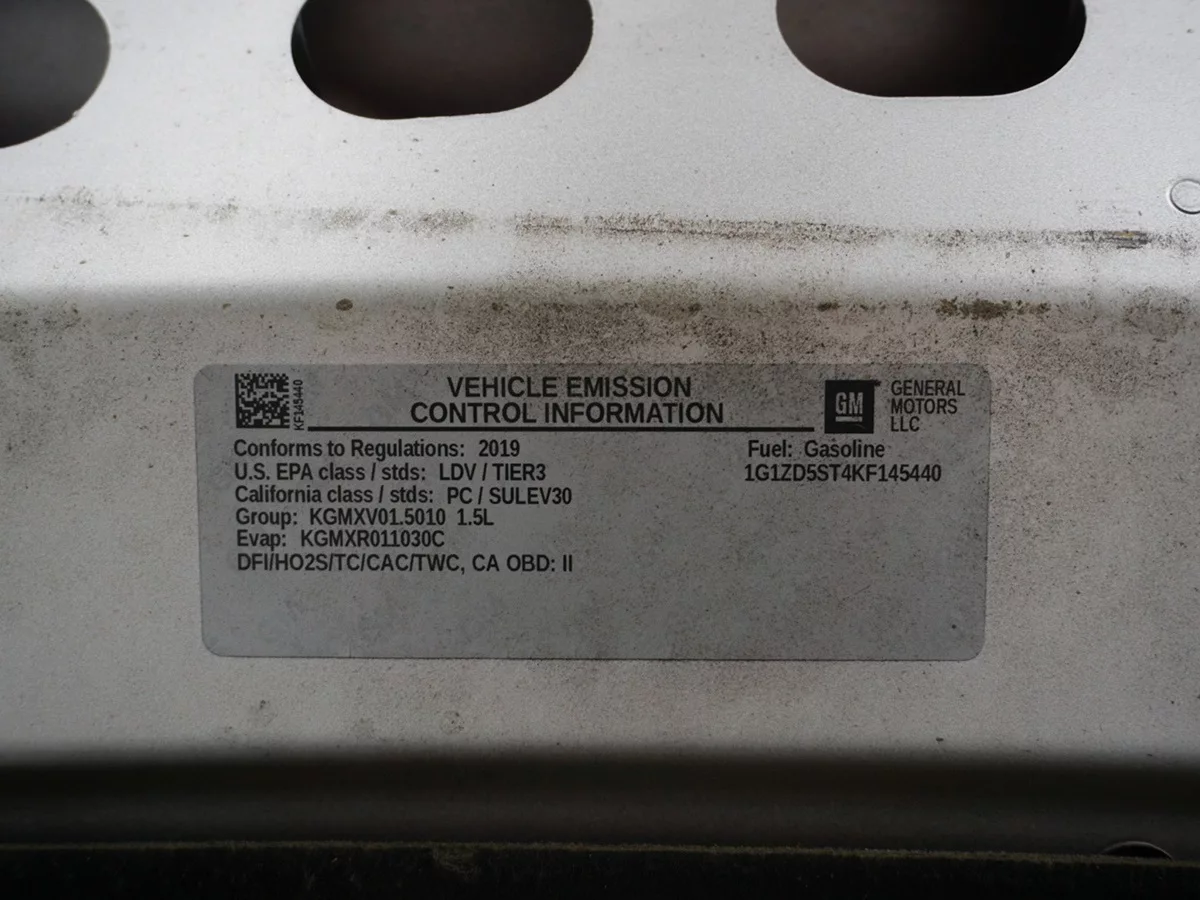 KF145440
VEHICLE EMISSION
CONTROL INFORMATION
GM
GENERAL
MOTORS
LLC
Conforms to Regulations: 2019
Fuel: Gasoline
U.S. EPA class / stds: LDV / TIER3
1G1ZD5ST4KF145440
California class / stds: PC / SULEV30
Group: KGMXV01.5010 1.5L
Evap: KGMXR011030C
DFI/HO2S/TC/CAC/TWC, CA OBD: II